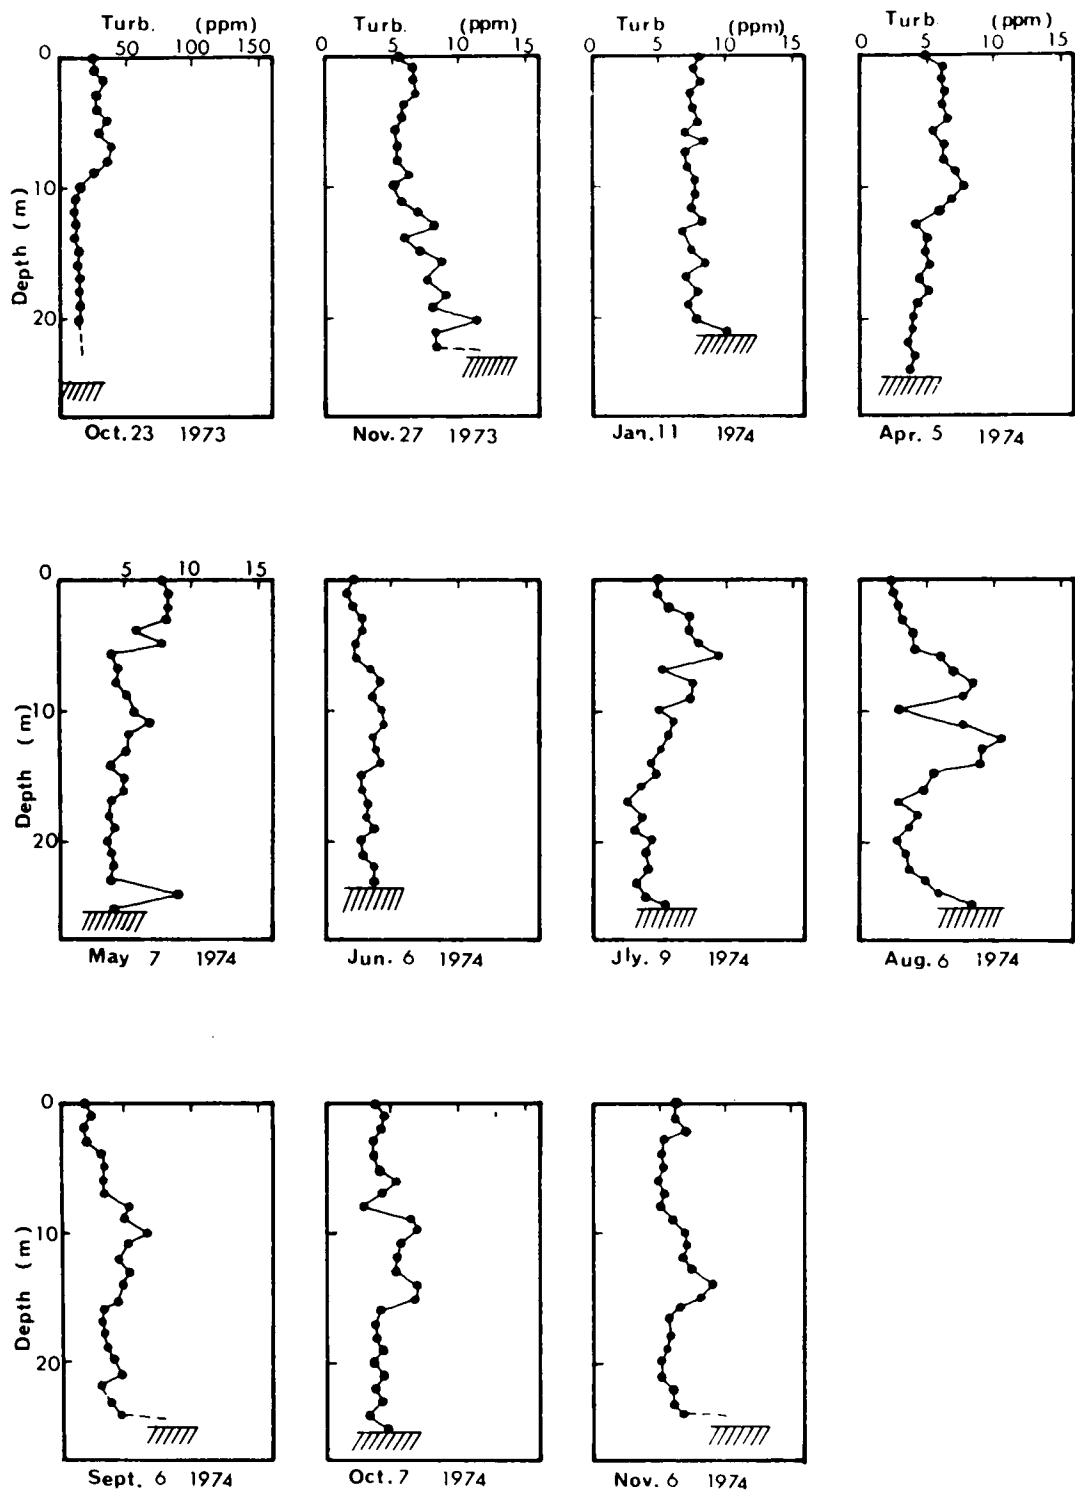 Turb. (ppm) Turb. (ppm) Turb (ppm) Turb. (ppm)
0 50 100 150 0 5 10 15 0 5 10 15 0 5 10 15
10
20
Depth (m)
Oct. 23 1973 Nov. 27 1973 Jan. 11 1974 Apr. 5 1974
0 5 10 15
10
20
Depth (m)
May 7 1974 Jun. 6 1974 Jly. 9 1974 Aug. 6 1974
0
10
20
Depth (m)
Sept. 6 1974 Oct. 7 1974 Nov. 6 1974